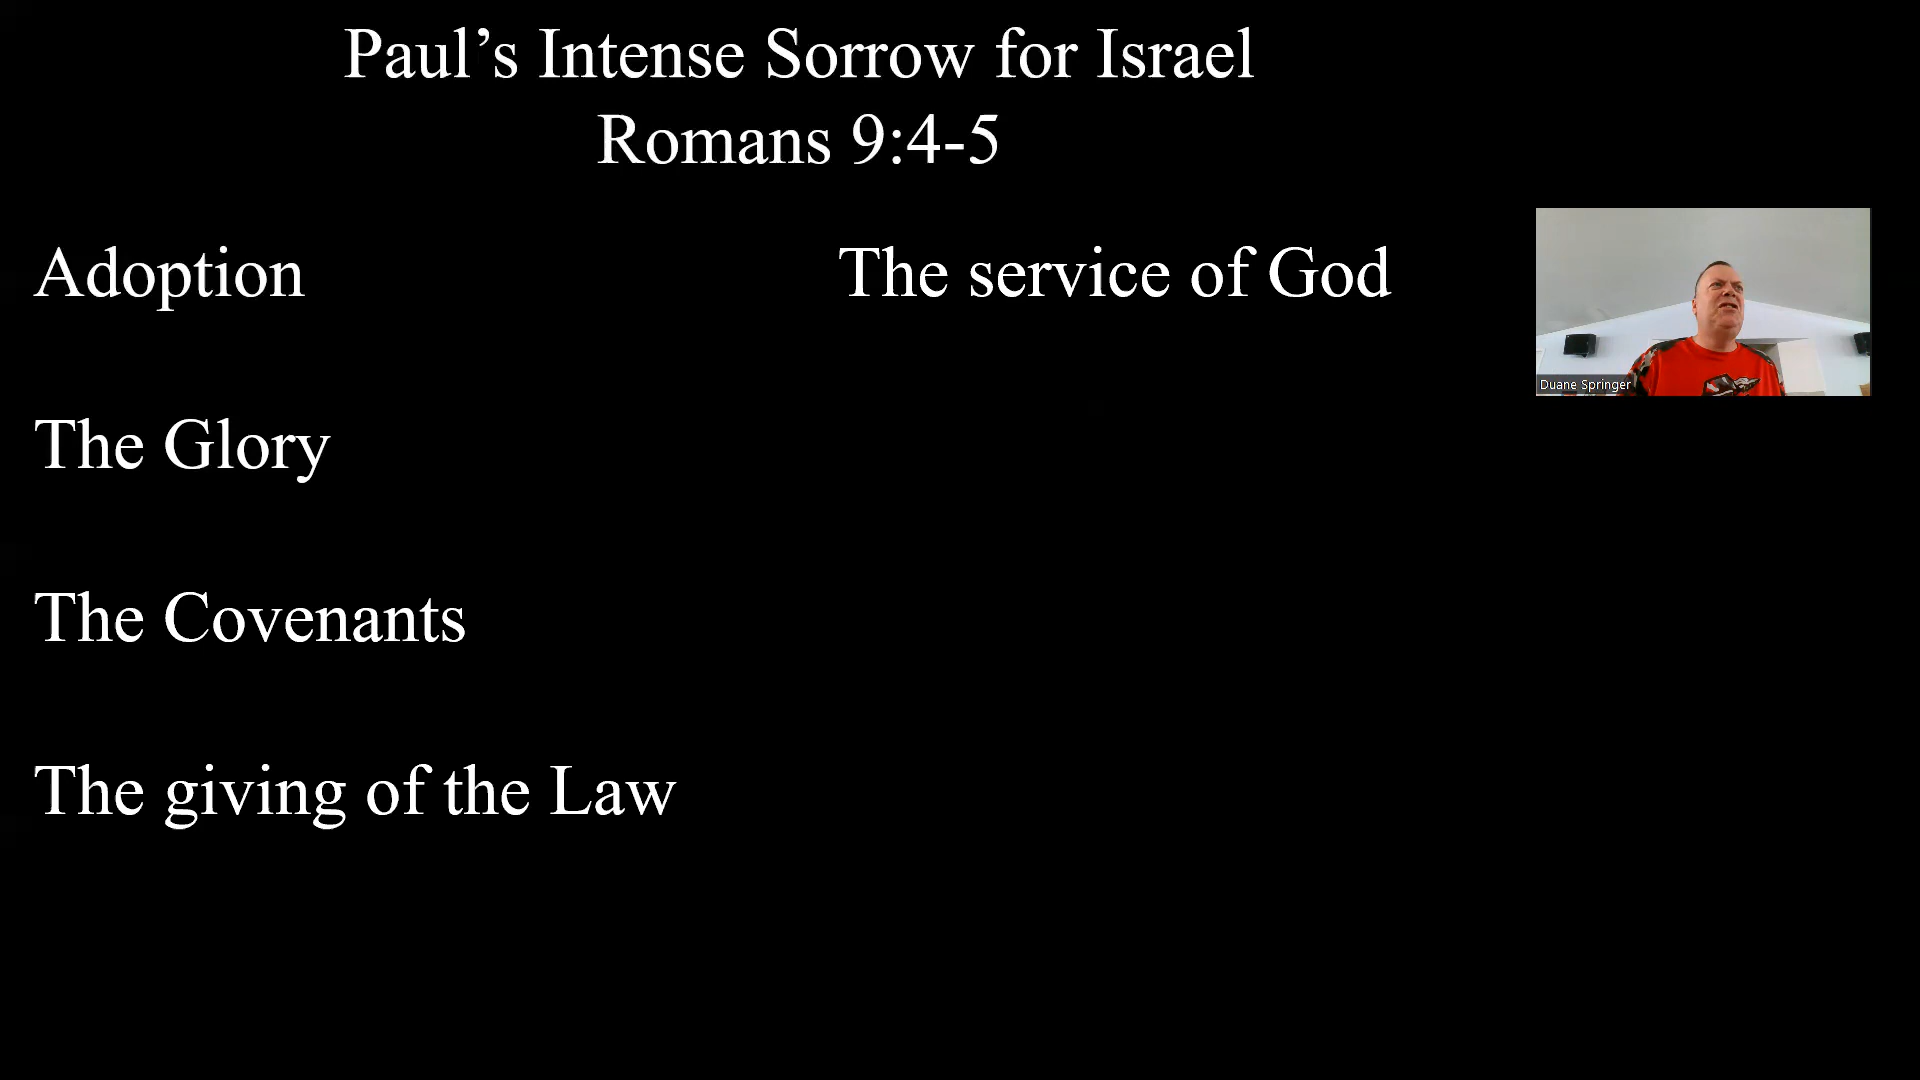 Paul’s Intense Sorrow for Israel
Romans 9:4-5
Adoption
The Glory
The Covenants
The giving of the Law
The service of God
Duane Springer